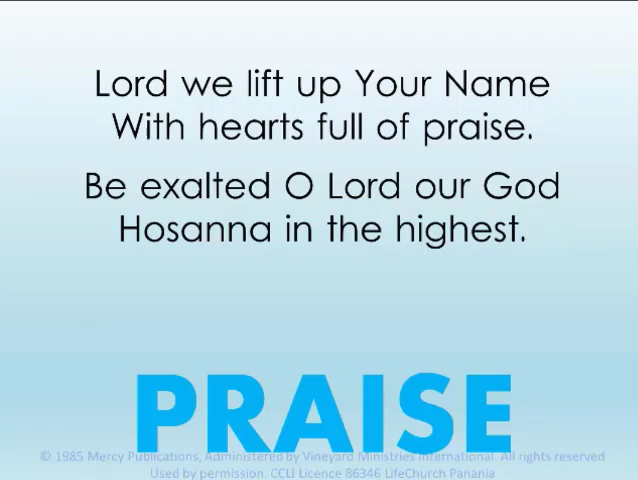 Lord we lift up Your Name
With hearts full of praise.
Be exalted O Lord our God
Hosanna in the highest.
PRAISE
© 1985 Mercy Publications, Administered by Vineyard Ministries International. All rights reserved
Used by permission. CCLI Licence 86346 LifeChurch Panania